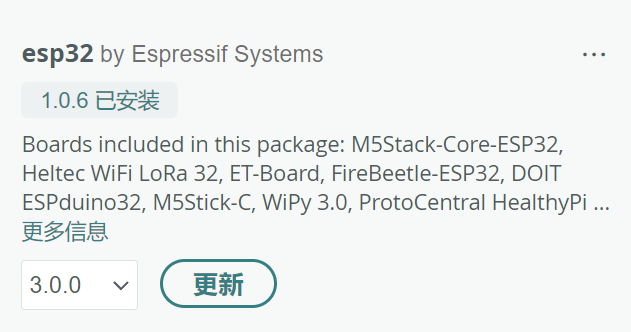 esp32 by Espressif Systems
1.0.6 已安装
Boards included in this package: M5Stack-Core-ESP32,
Heltec WiFi LoRa 32, ET-Board, FireBeetle-ESP32, DOIT
ESPduino32, M5Stick-C, WiPy 3.0, ProtoCentral HealthyPi ...
更多信息
3.0.0 更新